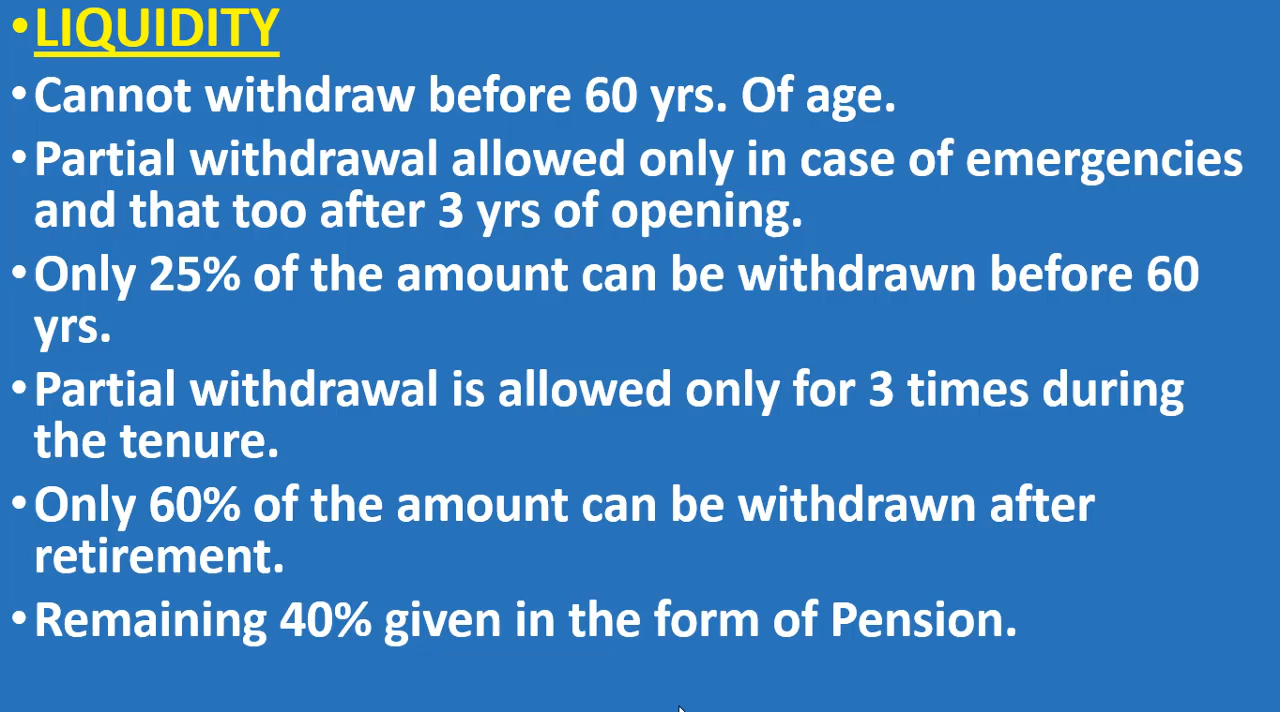 •LIQUIDITY
•Cannot withdraw before 60 yrs. Of age.
•Partial withdrawal allowed only in case of emergencies
and that too after 3 yrs of opening.
•Only 25% of the amount can be withdrawn before 60
yrs.
•Partial withdrawal is allowed only for 3 times during
the tenure.
•Only 60% of the amount can be withdrawn after
retirement.
•Remaining 40% given in the form of Pension.